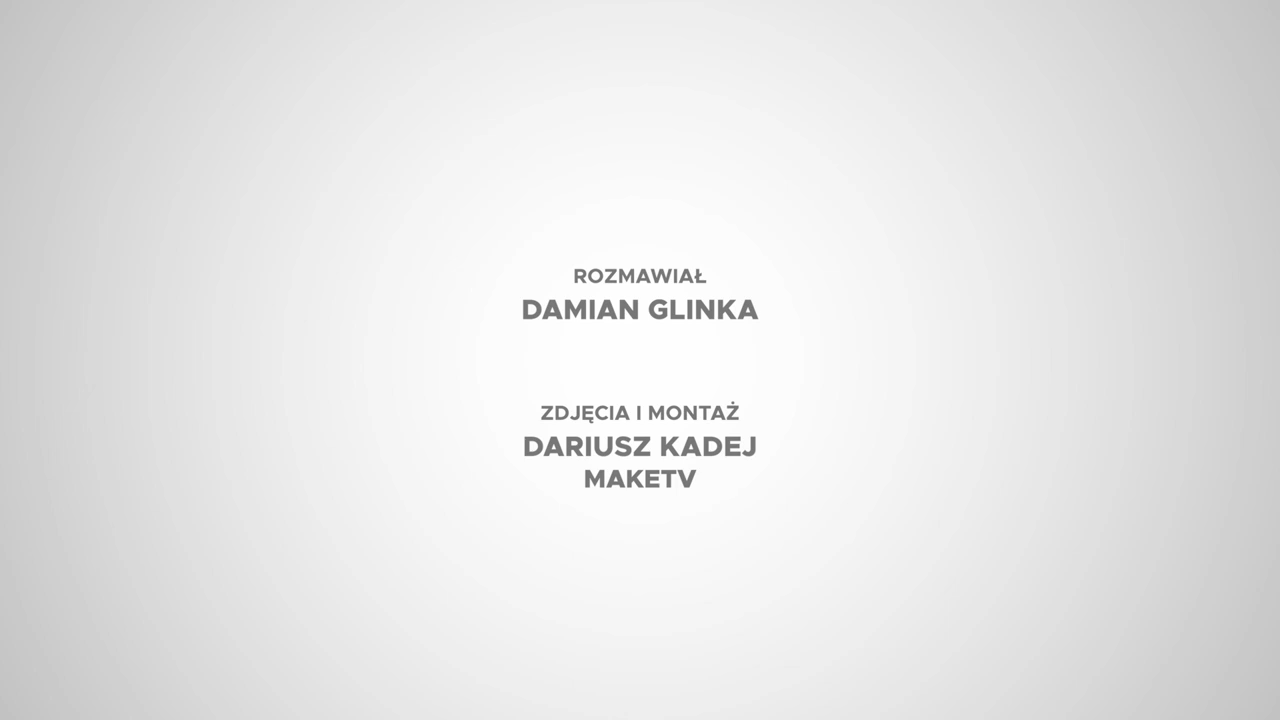 ROZMAWIAŁ
DAMIAN GLINKA
ZDJĘCIA I MONTAŻ
DARIUSZ KADEJ
MAKETV